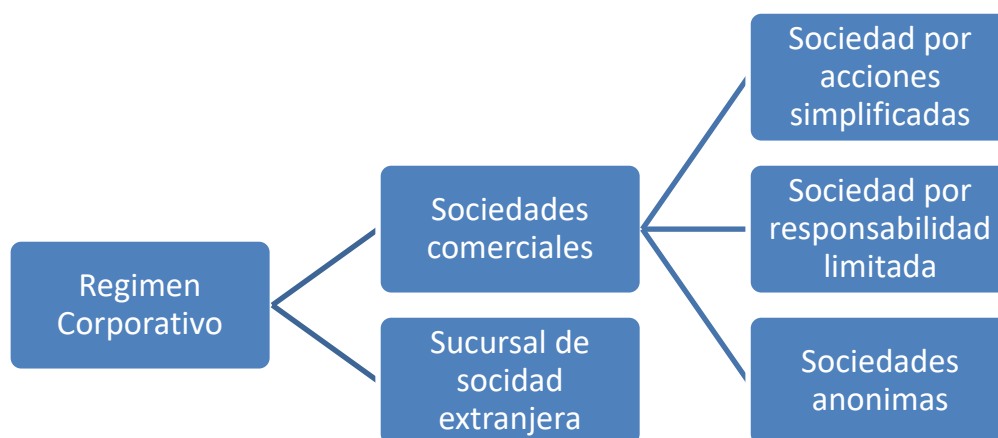 Regimen
Corporativo
Sociedades
comerciales
Sucursal de
socidad
extranjera
Sociedad por
acciones
simplificadas
Sociedad por
responsabilidad
limitada
Sociedades
anonimas